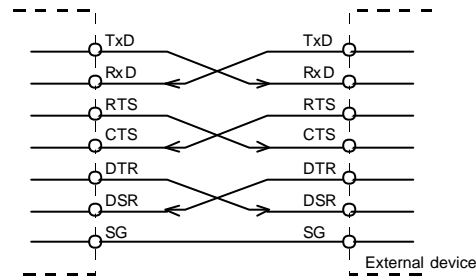 TxD TxD
RxD RxD
RTS RTS
CTS CTS
DTR DTR
DSR DSR
SG SG
External device